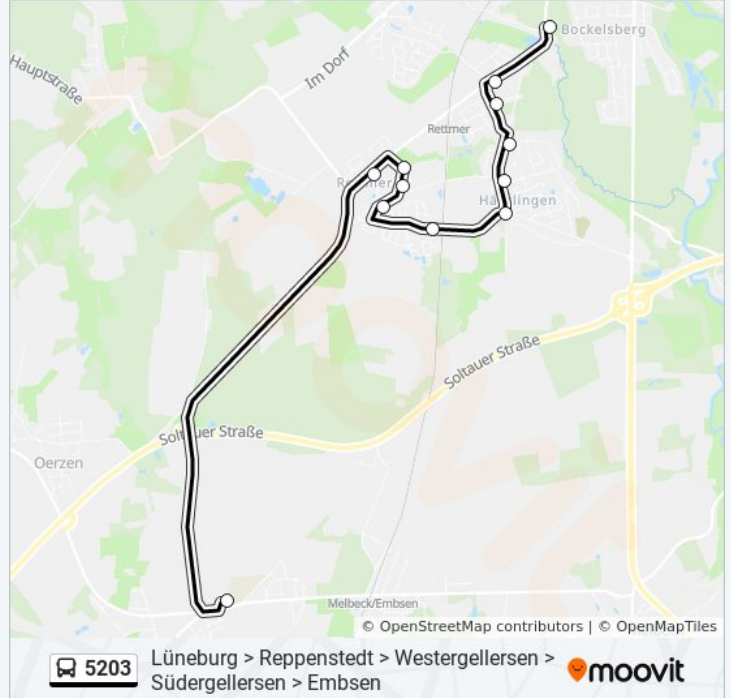 Bockelsberg
Hauptstraße
Im Dorf
Rettmer
Häcklingen
Soltauer Straße
Soltauer Straße
Oerzen
Melbeck/Embsen
© OpenStreetMap contributors | © OpenMapTiles
5203
Lüneburg > Reppenstedt > Westergellersen >
Südergellersen > Embsen
moovit